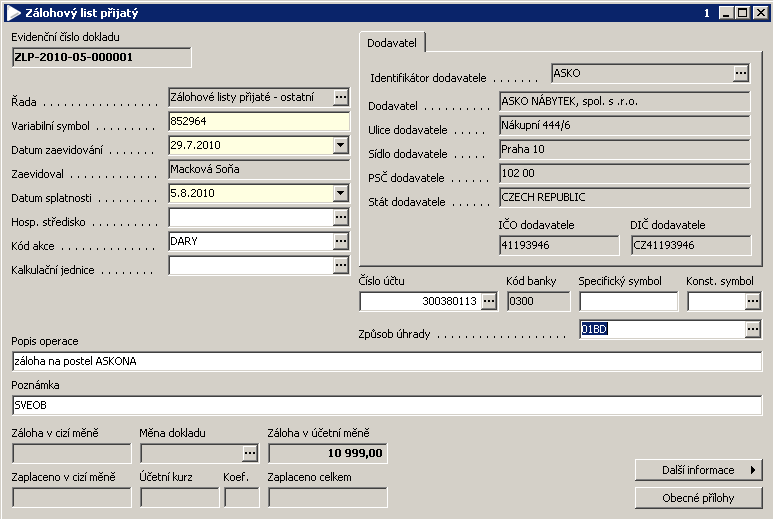 Zálohový list přijatý 1
Evidenční číslo dokladu
ZLP-2010-05-000001
Řada Zálohové listy přijaté - ostatní
Variabilní symbol 852964
Datum zaevidování 29.7.2010
Zaevidoval Macková Soňa
Datum splatnosti 5.8.2010
Hosp. středisko
Kód akce DARY
Kalkulační jednice
Dodavatel
Identifikátor dodavatele ASKO
Dodavatel ASKO NÁBYTEK, spol. s .r.o.
Ulice dodavatele Nákupní 444/6
Sídlo dodavatele Praha 10
PSČ dodavatele 102 00
Stát dodavatele CZECH REPUBLIC
IČO dodavatele DIČ dodavatele
41193946 CZ41193946
Číslo účtu Kód banky Specifický symbol Konst. symbol
300380113 0300
Způsob úhrady 01BD
Popis operace
záloha na postel ASKONA
Poznámka
SVEOB
Záloha v cizí měně Měna dokladu Záloha v účetní měně
10 999,00
Zaplaceno v cizí měně Účetní kurz Koef. Zaplaceno celkem
Další informace
Obecné přílohy